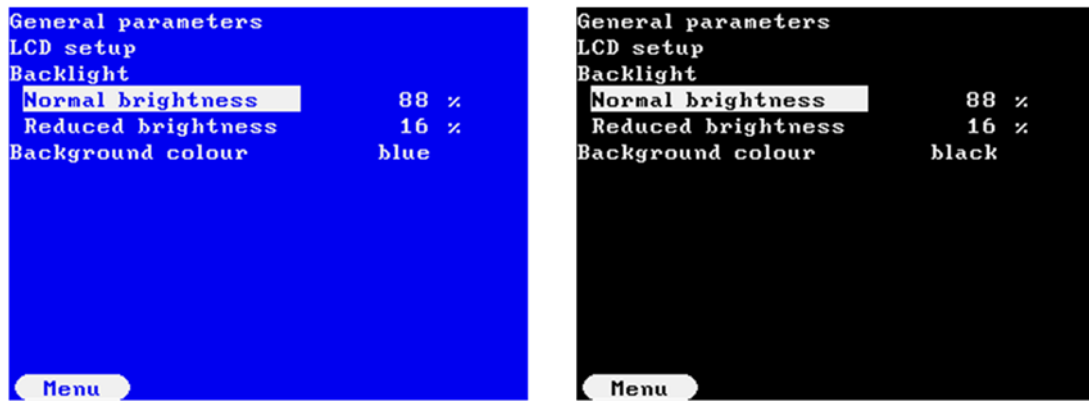 General parameters
LCD setup
Backlight
Normal brightness 88 %
Reduced brightness 16 %
Background colour blue
Menu
General parameters
LCD setup
Backlight
Normal brightness 88 %
Reduced brightness 16 %
Background colour black
Menu